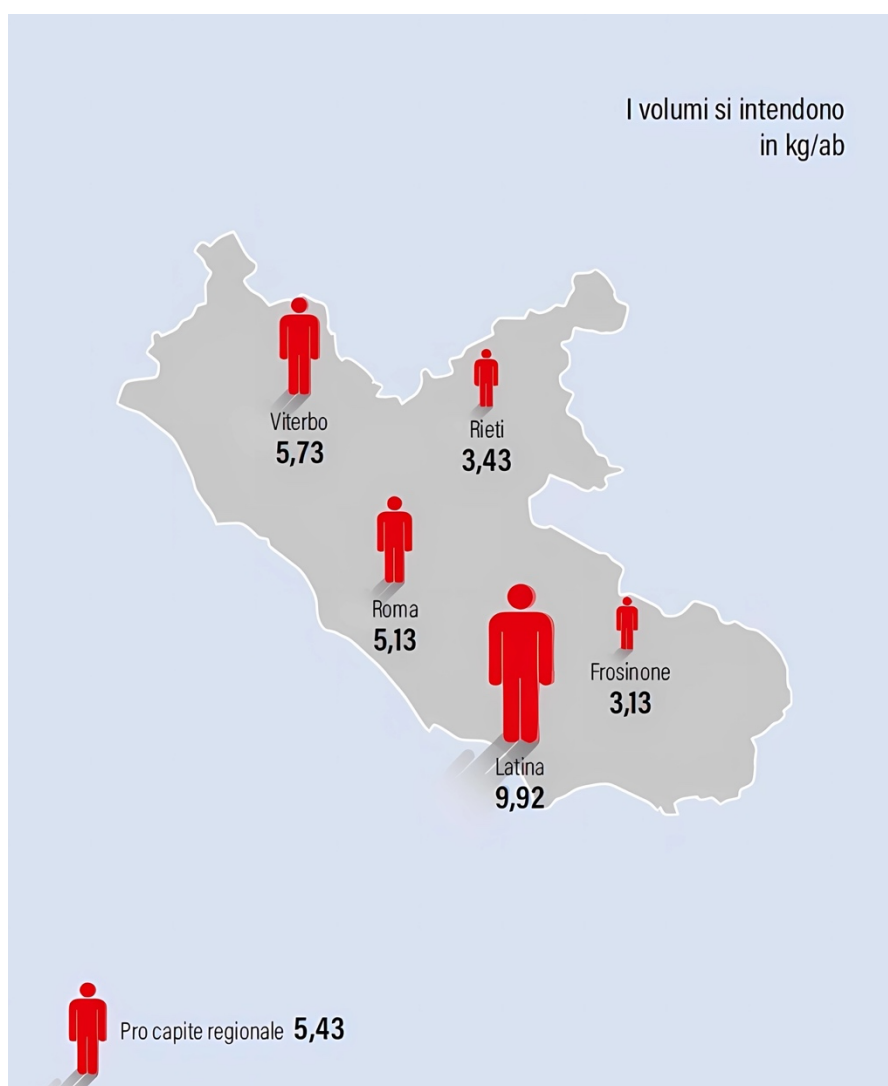 I volumi si intendono
in kg/ab
Viterbo
5,73
Rieti
3,43
Roma
5,13
Frosinone
3,13
Latina
9,92
Pro capite regionale 5,43